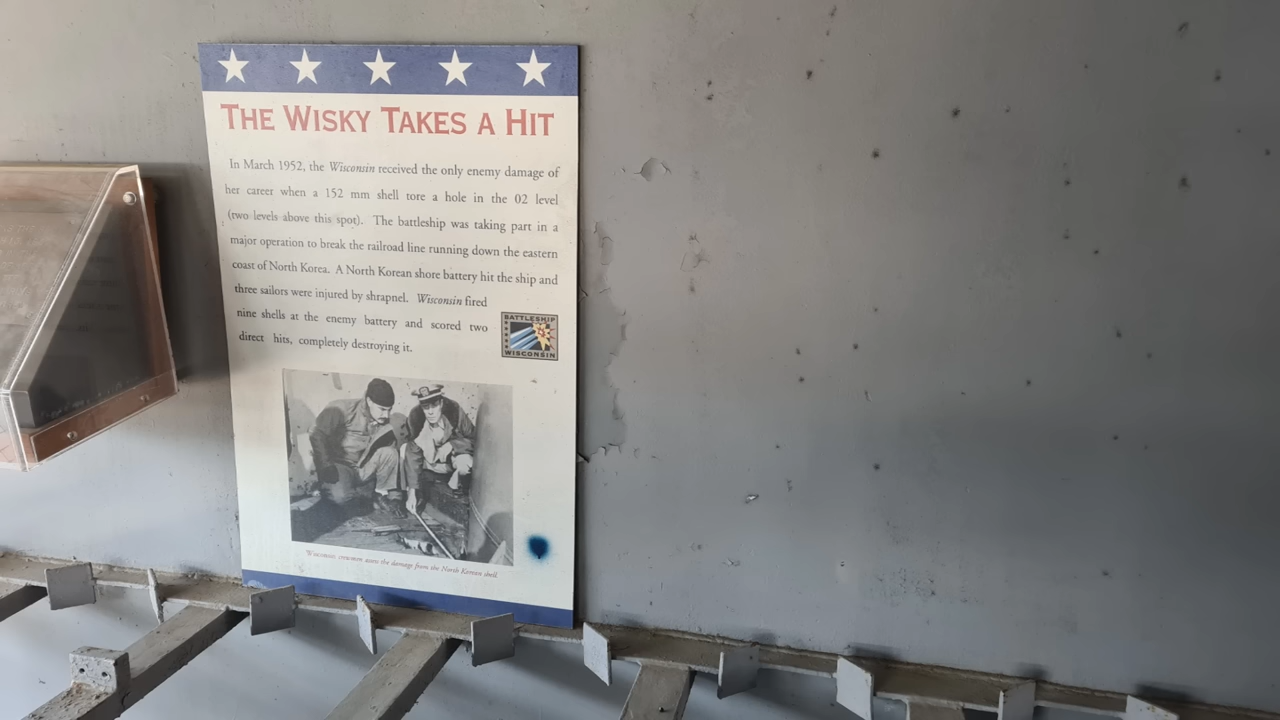 THE WISKY TAKES A HIT
In March 1952, the Wisconsin received the only enemy damage of
her career when a 152 mm shell tore a hole in the 02 level
(two levels above this spot). The battleship was taking part in a
major operation to break the railroad line running down the eastern
coast of North Korea. A North Korean shore battery hit the ship and
three sailors were injured by shrapnel. Wisconsin fired
nine shells at the enemy battery and scored two
direct hits, completely destroying it.
BATTLESHIP
WISCONSIN
Wisconsin crewmen assess the damage from the North Korean shell